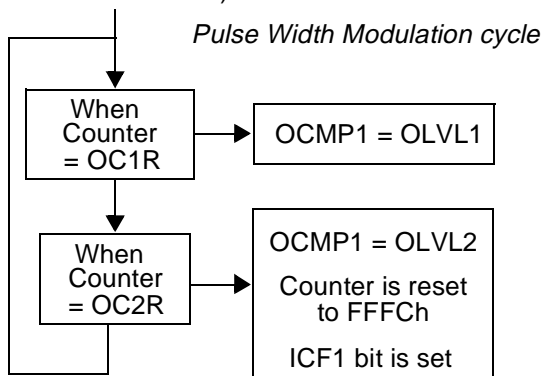 Pulse Width Modulation cycle
When
Counter
= OC1R
OCMP1 = OLVL1
When
Counter
= OC2R
OCMP1 = OLVL2
Counter is reset
to FFFCh
ICF1 bit is set